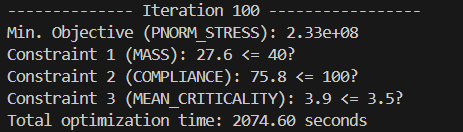 -------------- Iteration 100 -----------------
Min. Objective (PNORM_STRESS): 2.33e+08
Constraint 1 (MASS): 27.6 <= 40?
Constraint 2 (COMPLIANCE): 75.8 <= 100?
Constraint 3 (MEAN_CRITICALITY): 3.9 <= 3.5?
Total optimization time: 2074.60 seconds